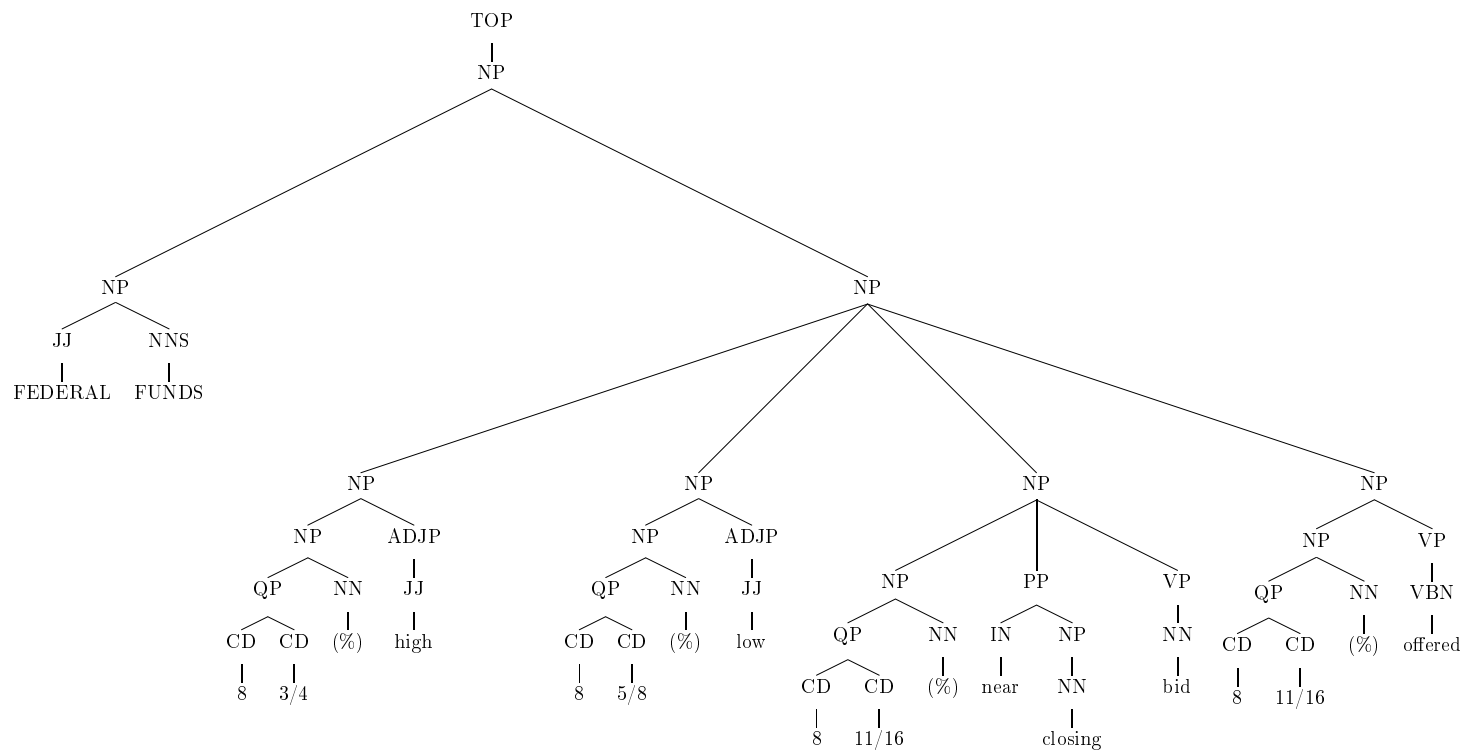 TOP
NP
NP NP
JJ NNS
FEDERAL FUNDS
NP NP NP NP
NP ADJP NP ADJP NP VP
QP NN JJ QP NN JJ NP PP VP QP NN VBN
CD CD (%) high CD CD (%) low QP NN IN NP NN CD CD (%) offered
8 3/4 8 5/8 CD CD (%) near NN bid 8 11/16
8 11/16 closing